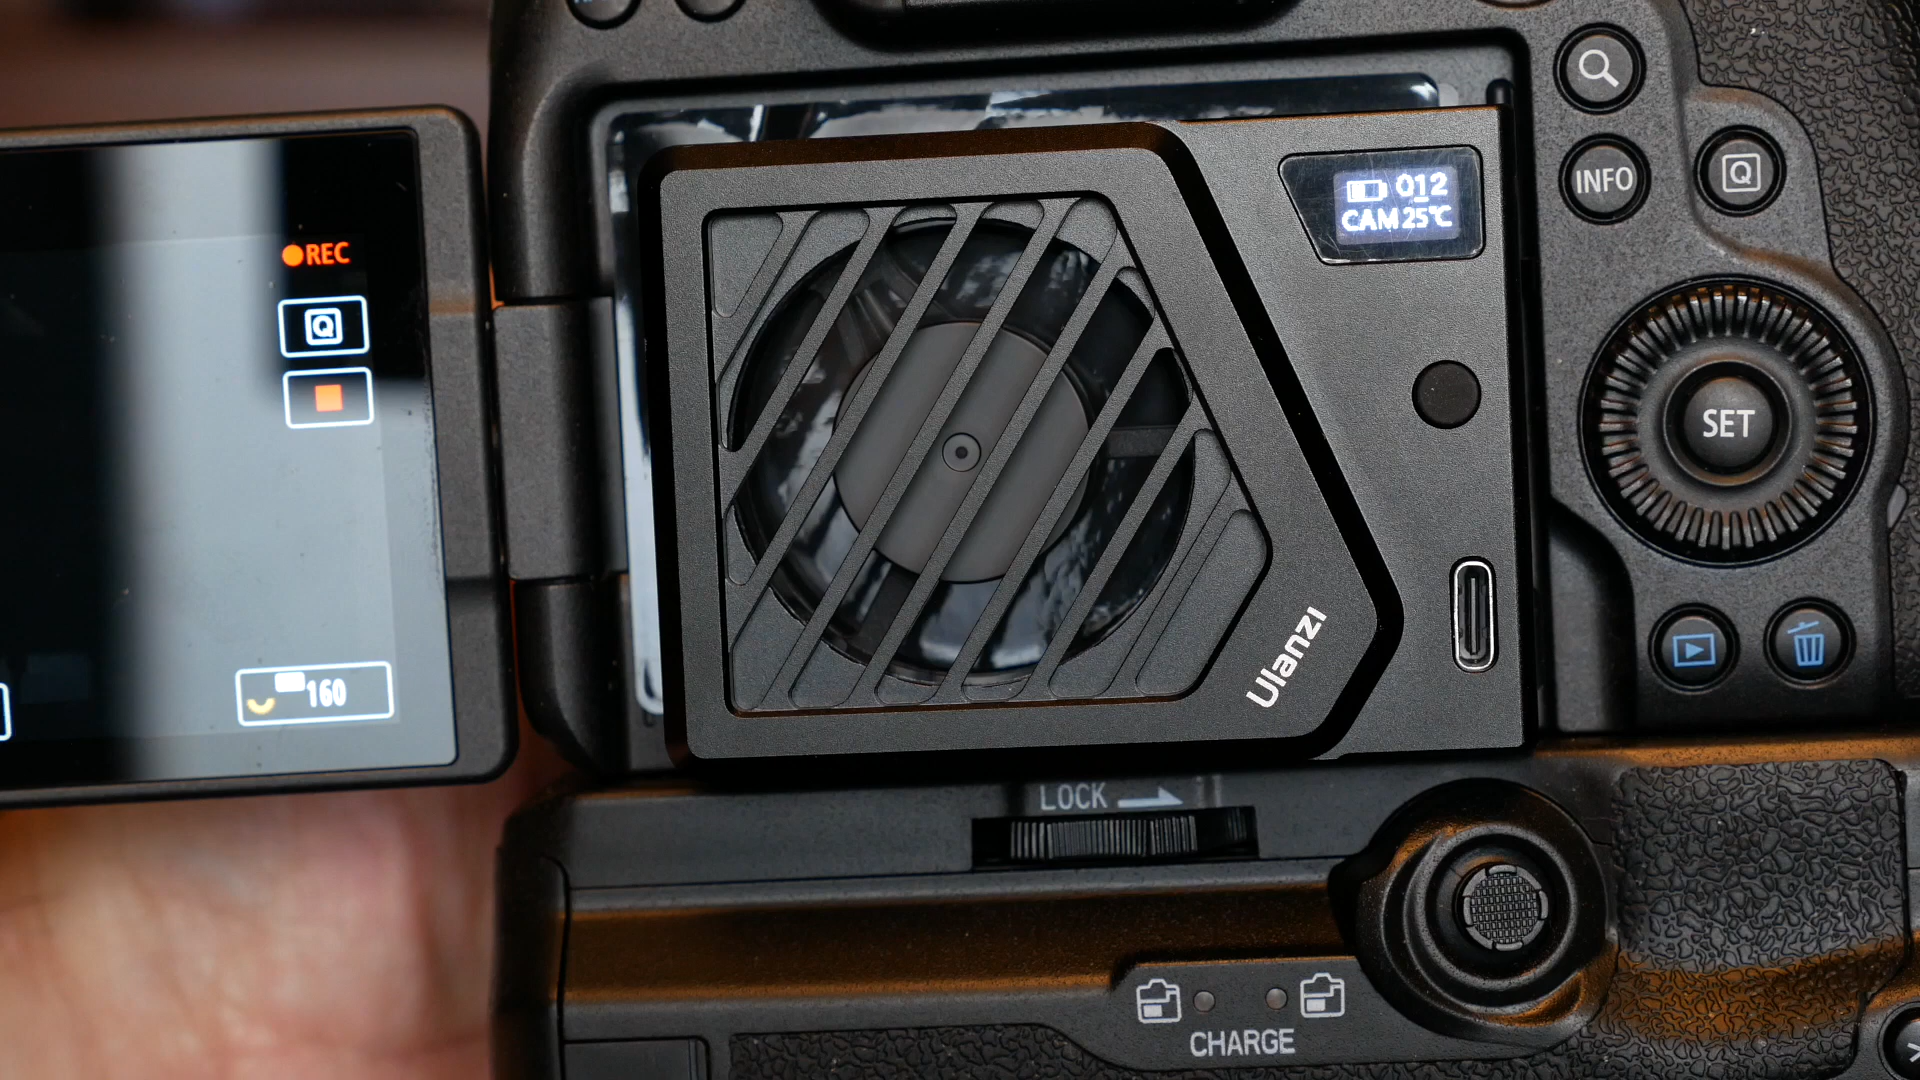 REC
Q
160
012
CAM 25℃
Ulanzi
INFO
Q
SET
LOCK
CHARGE